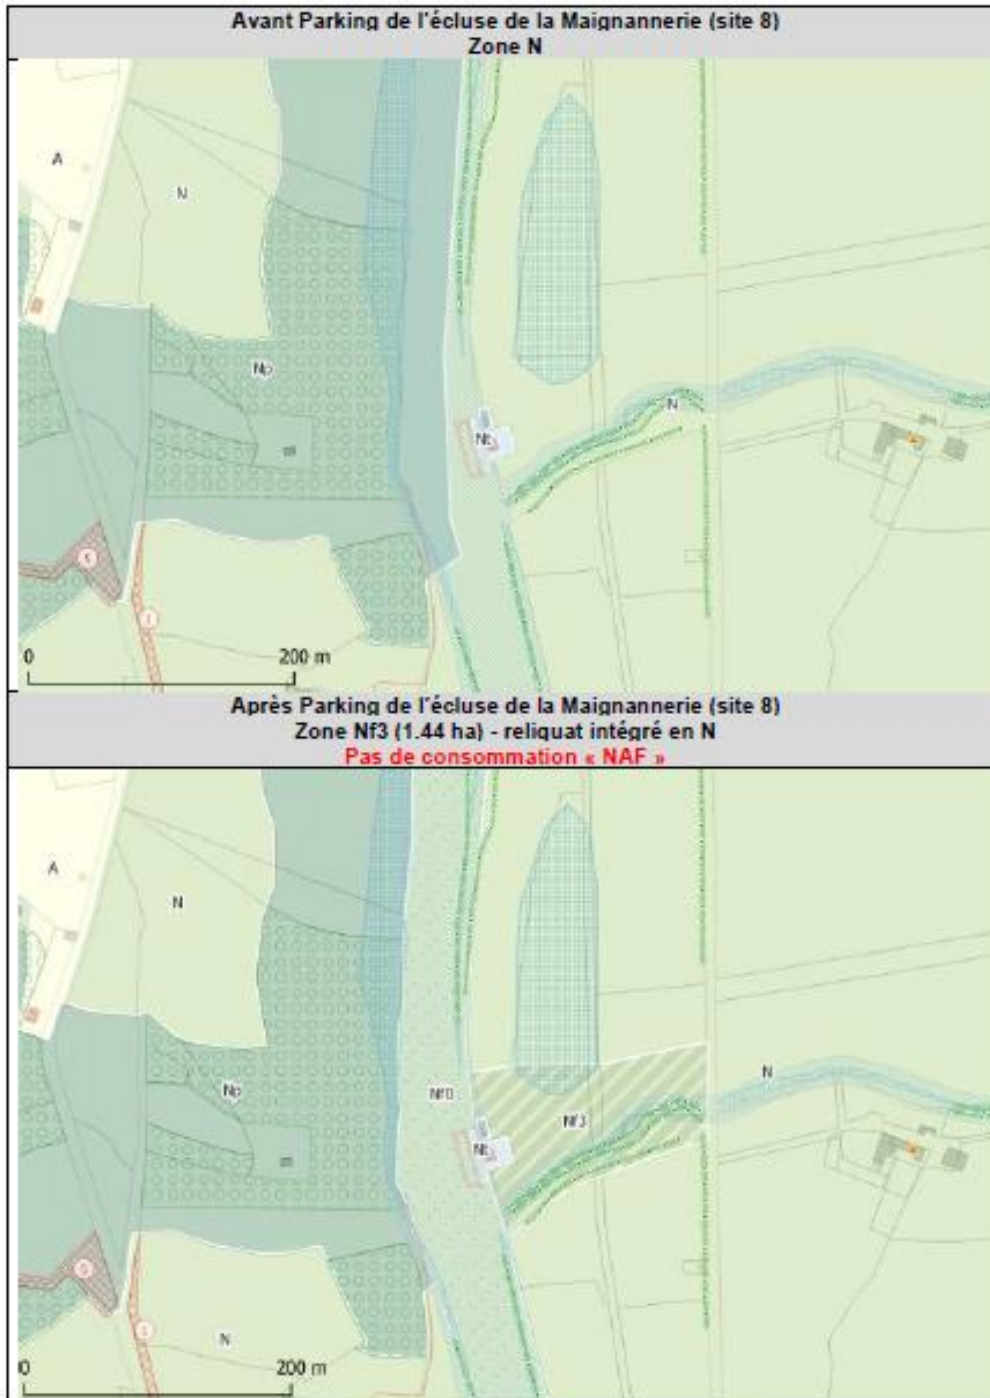 Avant Parking de l'écluse de la Maignannerie (site 8)
Zone N
A
N
Np
N
Nt
0
200 m
Après Parking de l'écluse de la Maignannerie (site 8)
Zone Nf3 (1.44 ha) - reliquat intégré en N
Pas de consommation « NAF »
A
N
N
Np
Nf3
Nt
N
0
200 m